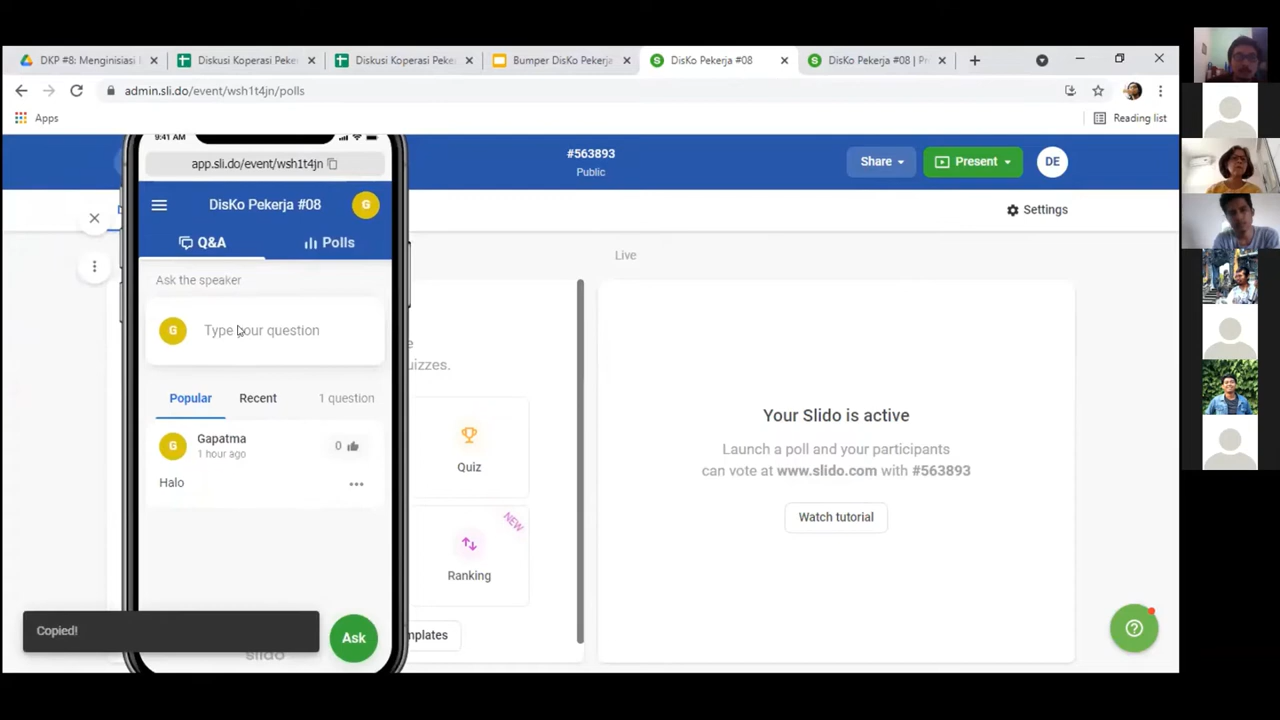 DKP #8: Menginisiasi
Diskusi Koperasi Peke
Diskusi Koperasi Peke
Bumper DisKo Pekerja
DisKo Pekerja #08
DisKo Pekerja #08 | Pr
admin.sli.do/event/wsh1t4jn/polls
Apps
Reading list
9:41 AM
app.sli.do/event/wsh1t4jn
#563893
Public
Share
Present
DE
DisKo Pekerja #08
G
Q&A
Polls
Settings
Ask the speaker
G
Type your question
Popular
Recent
1 question
G
Gapatma
1 hour ago
0
Halo
Copied!
Ask
slido
e
uizzes.
Quiz
NEW
Ranking
mplates
Live
Your Slido is active
Launch a poll and your participants
can vote at www.slido.com with #563893
Watch tutorial